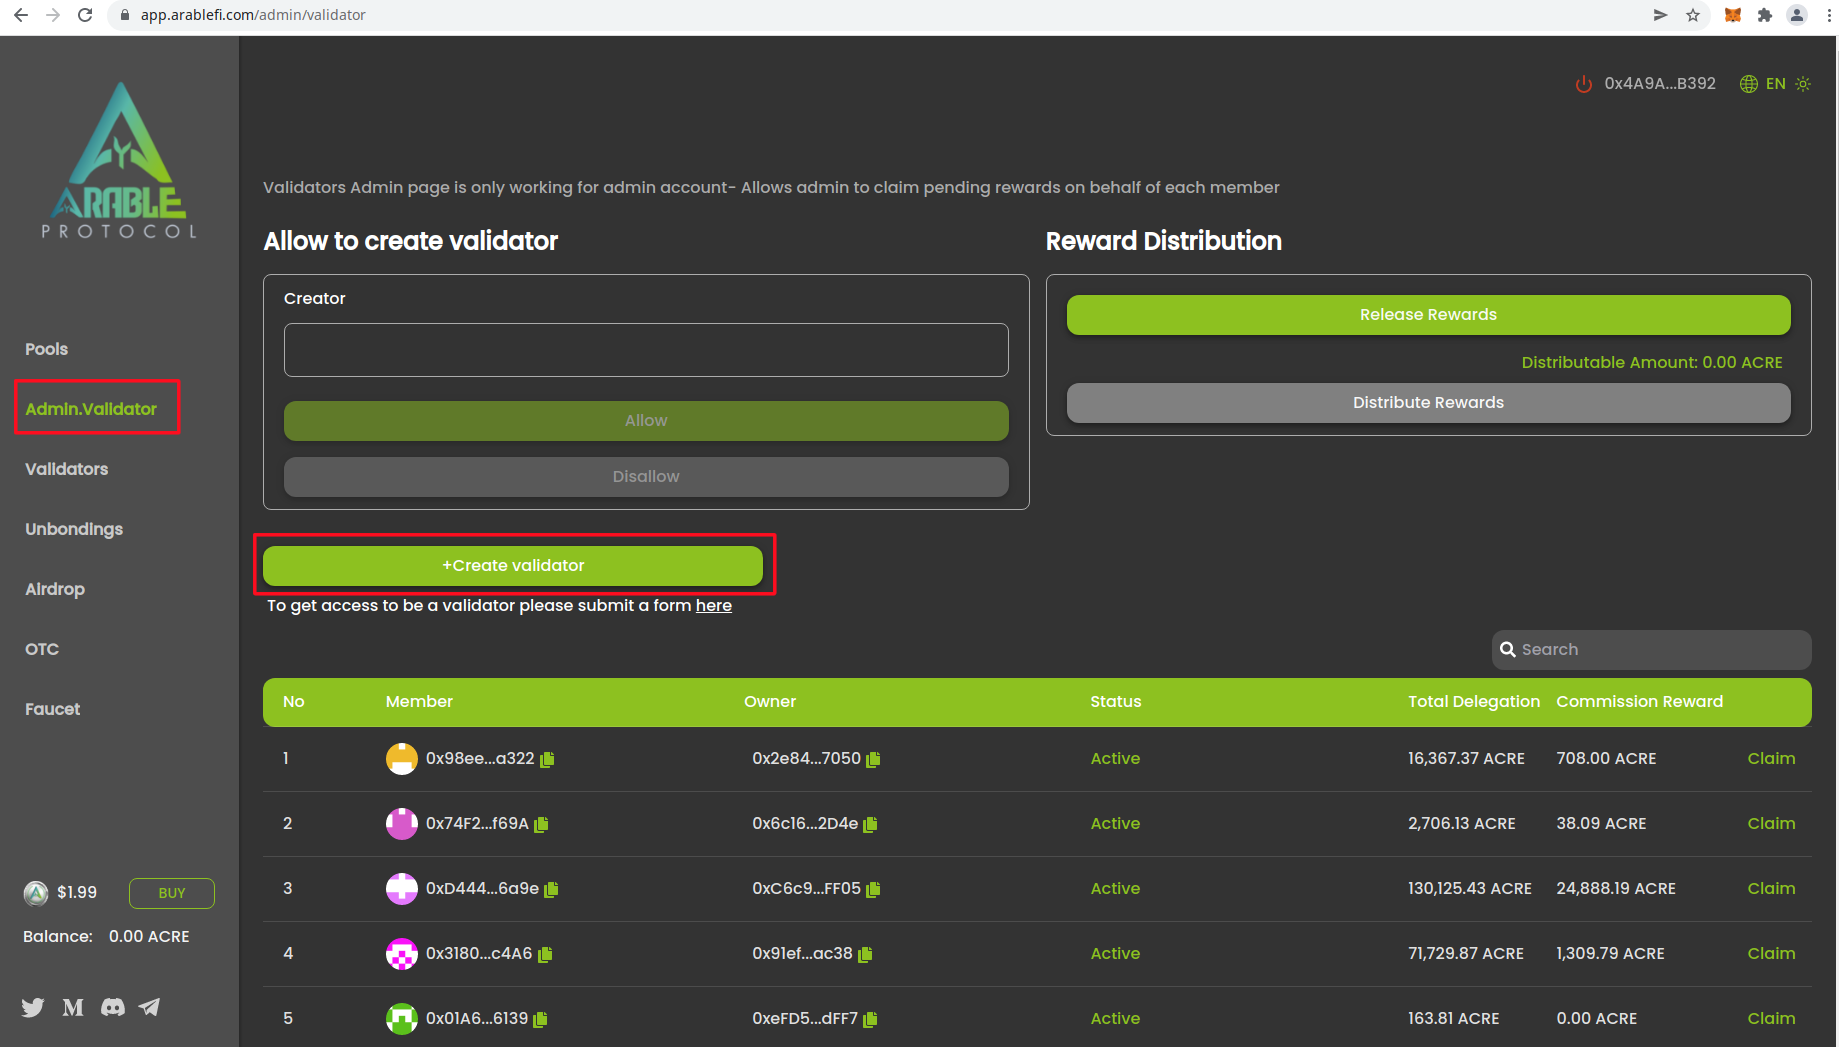 app.arablefi.com/admin/validator
ARABLE
PROTOCOL
Pools
Admin.Validator
Validators
Unbondings
Airdrop
OTC
Faucet
$1.99
BUY
Balance: 0.00 ACRE
0x4A9A...B392
EN
Validators Admin page is only working for admin account- Allows admin to claim pending rewards on behalf of each member
Allow to create validator
Creator
Allow
Disallow
Reward Distribution
Release Rewards
Distributable Amount: 0.00 ACRE
Distribute Rewards
+Create validator
To get access to be a validator please submit a form here
Search
No Member Owner Status Total Delegation Commission Reward
1 0x98ee...a322 0x2e84...7050 Active 16,367.37 ACRE 708.00 ACRE Claim
2 0x74F2...f69A 0x6c16...2D4e Active 2,706.13 ACRE 38.09 ACRE Claim
3 0xD444...6a9e 0xC6c9...FF05 Active 130,125.43 ACRE 24,888.19 ACRE Claim
4 0x3180...c4A6 0x91ef...ac38 Active 71,729.87 ACRE 1,309.79 ACRE Claim
5 0x01A6...6139 0xeFD5...dFF7 Active 163.81 ACRE 0.00 ACRE Claim